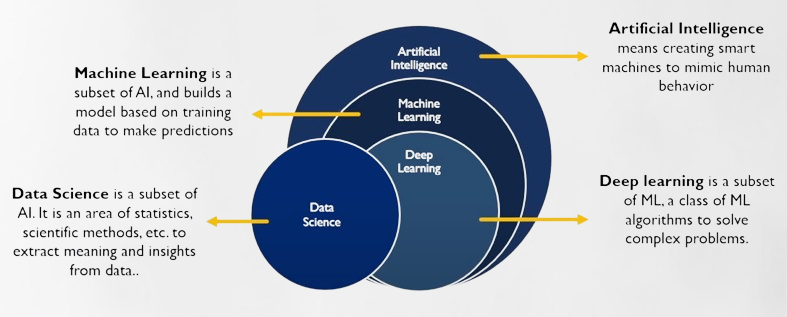 Artificial Intelligence
means creating smart
machines to mimic human
behavior
Artificial
Intelligence
Machine Learning is a
subset of AI, and builds a
model based on training
data to make predictions
Machine
Learning
Deep
Learning
Deep learning is a subset
of ML, a class of ML
algorithms to solve
complex problems.
Data Science is a subset of
AI. It is an area of statistics,
scientific methods, etc. to
extract meaning and insights
from data..
Data
Science